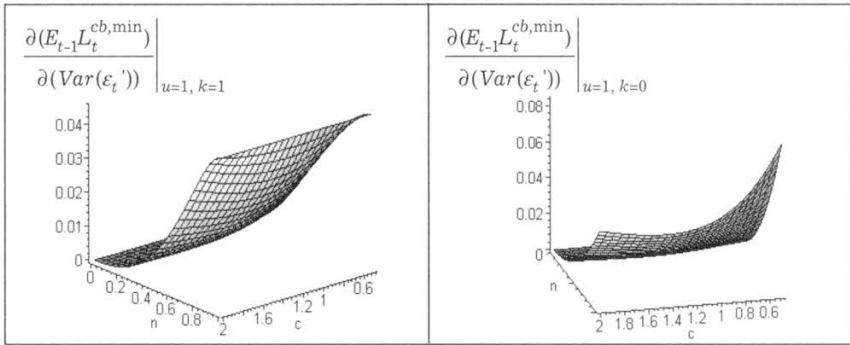 ∂(E_{t-1}L_t^{cb,min})
∂(Var(ε_t'))
u=1, k=1
0.04
0.03
0.02
0.01
0
0
0.2
0.4
0.6
0.8
n
2
1.6
1.2
1
0.6
c
∂(E_{t-1}L_t^{cb,min})
∂(Var(ε_t'))
u=1, k=0
0.08
0.06
0.04
0.02
0
n
2
1.8
1.6
1.4
1.2
1
0.8
0.6
c